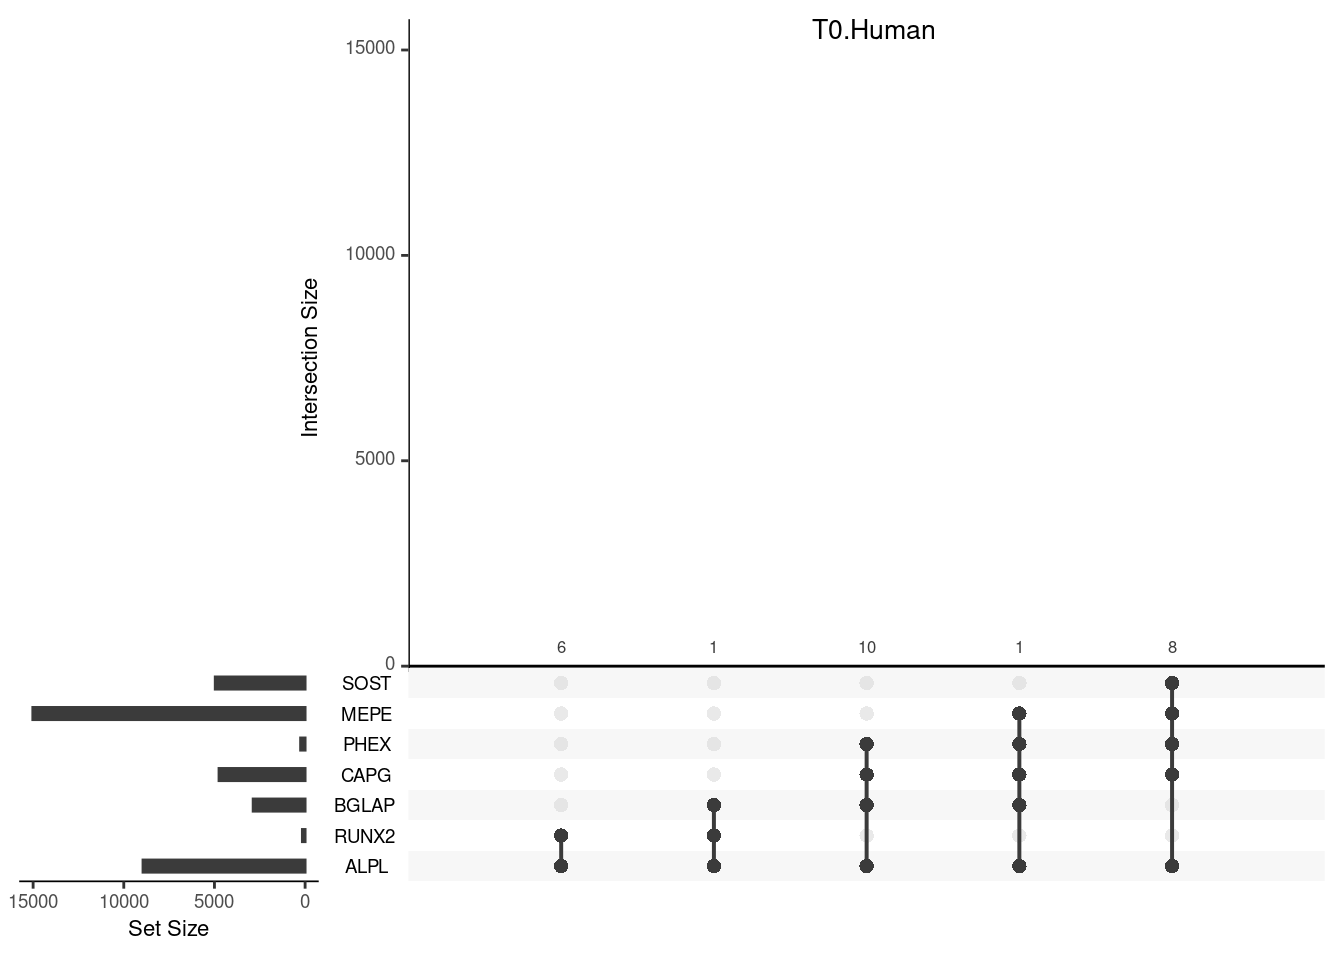 T0.Human
15000
10000
5000
0
Intersection Size
6 1 10 1 8
SOST
MEPE
PHEX
CAPG
BGLAP
RUNX2
ALPL
15000 10000 5000 0
Set Size